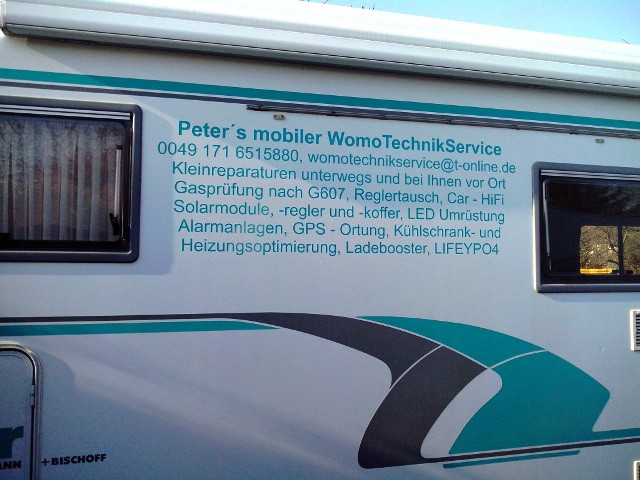 Peter´s mobiler WomoTechnikService
0049 171 6515880, womotechnikservice@t-online.de
Kleinreparaturen unterwegs und bei Ihnen vor Ort
Gasprüfung nach G607, Reglertausch, Car - HiFi
Solarmodule, -regler und -koffer, LED Umrüstung
Alarmanlagen, GPS - Ortung, Kühlschrank- und
Heizungsoptimierung, Ladebooster, LIFEYPO4
+BISCHOFF